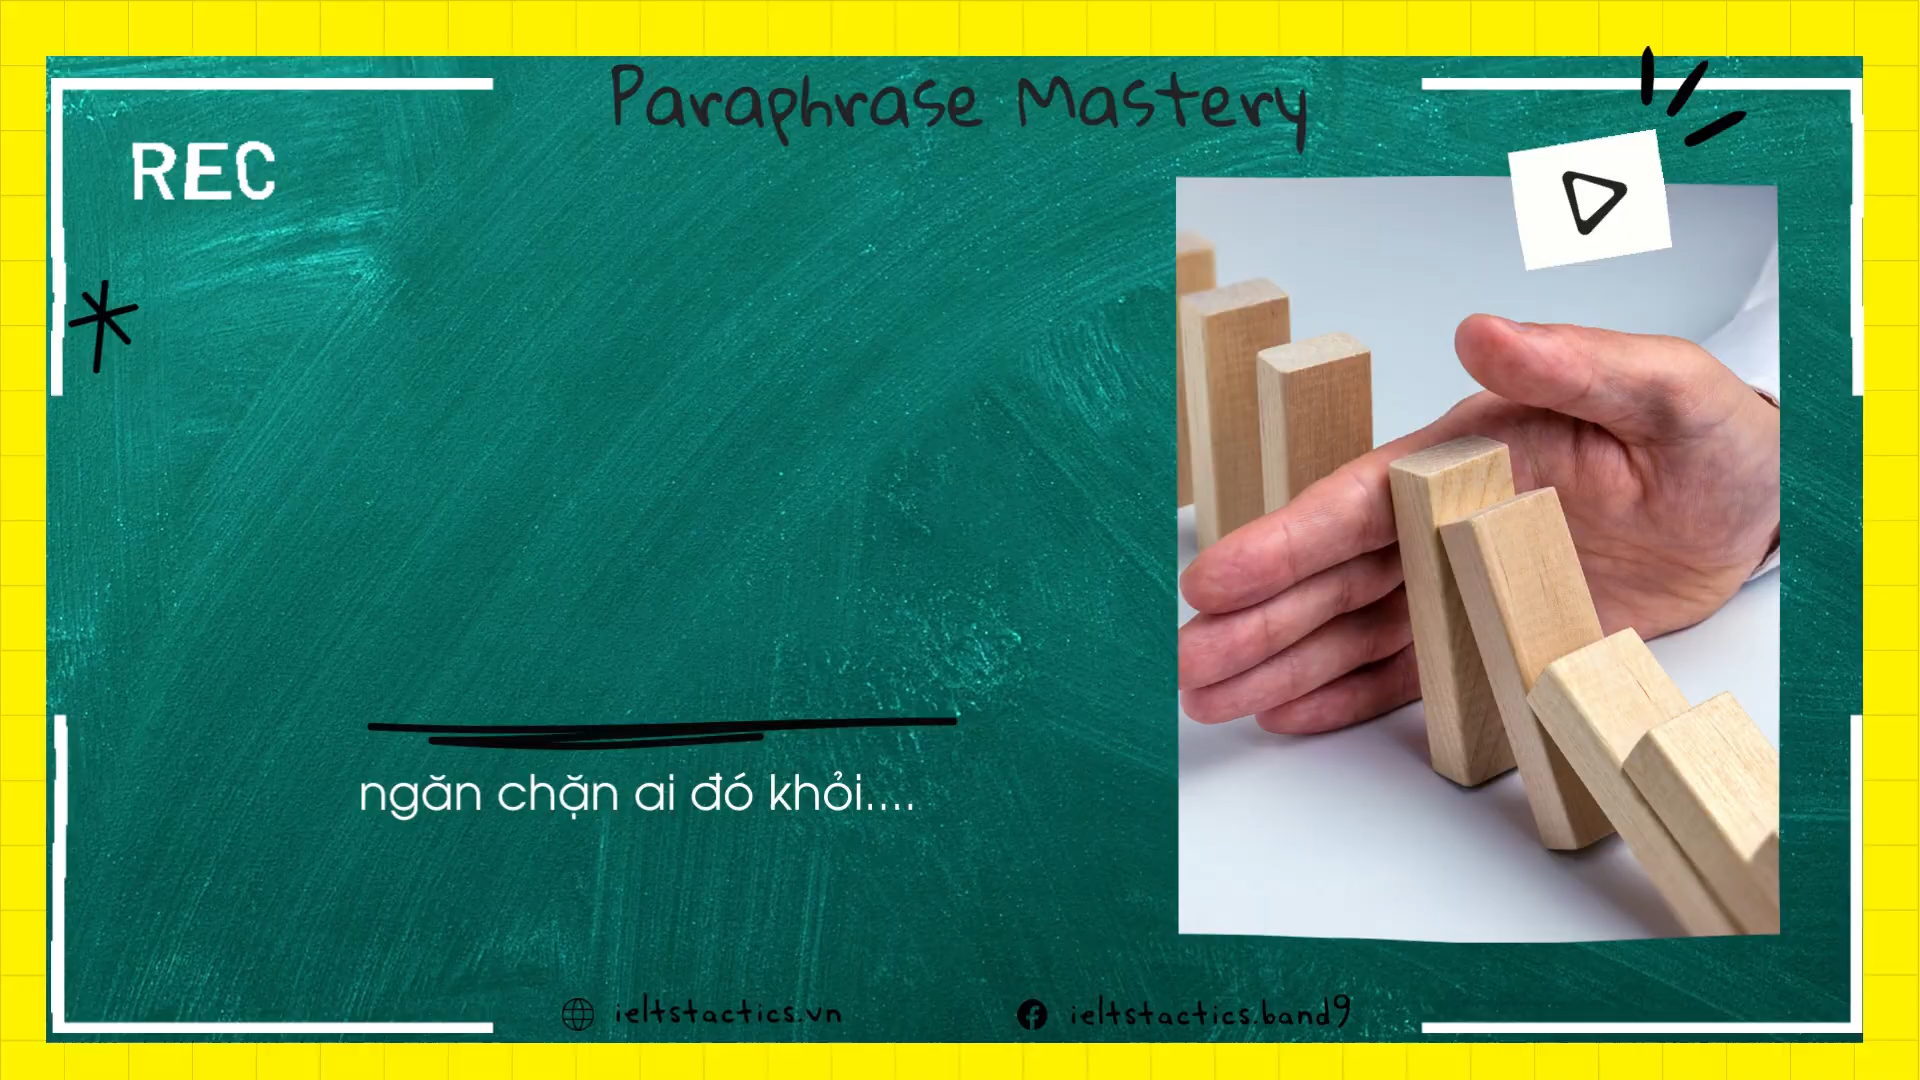 Paraphrase Mastery
REC
ngăn chặn ai đó khỏi....
ieltstactics.vn
ieltstactics.band9